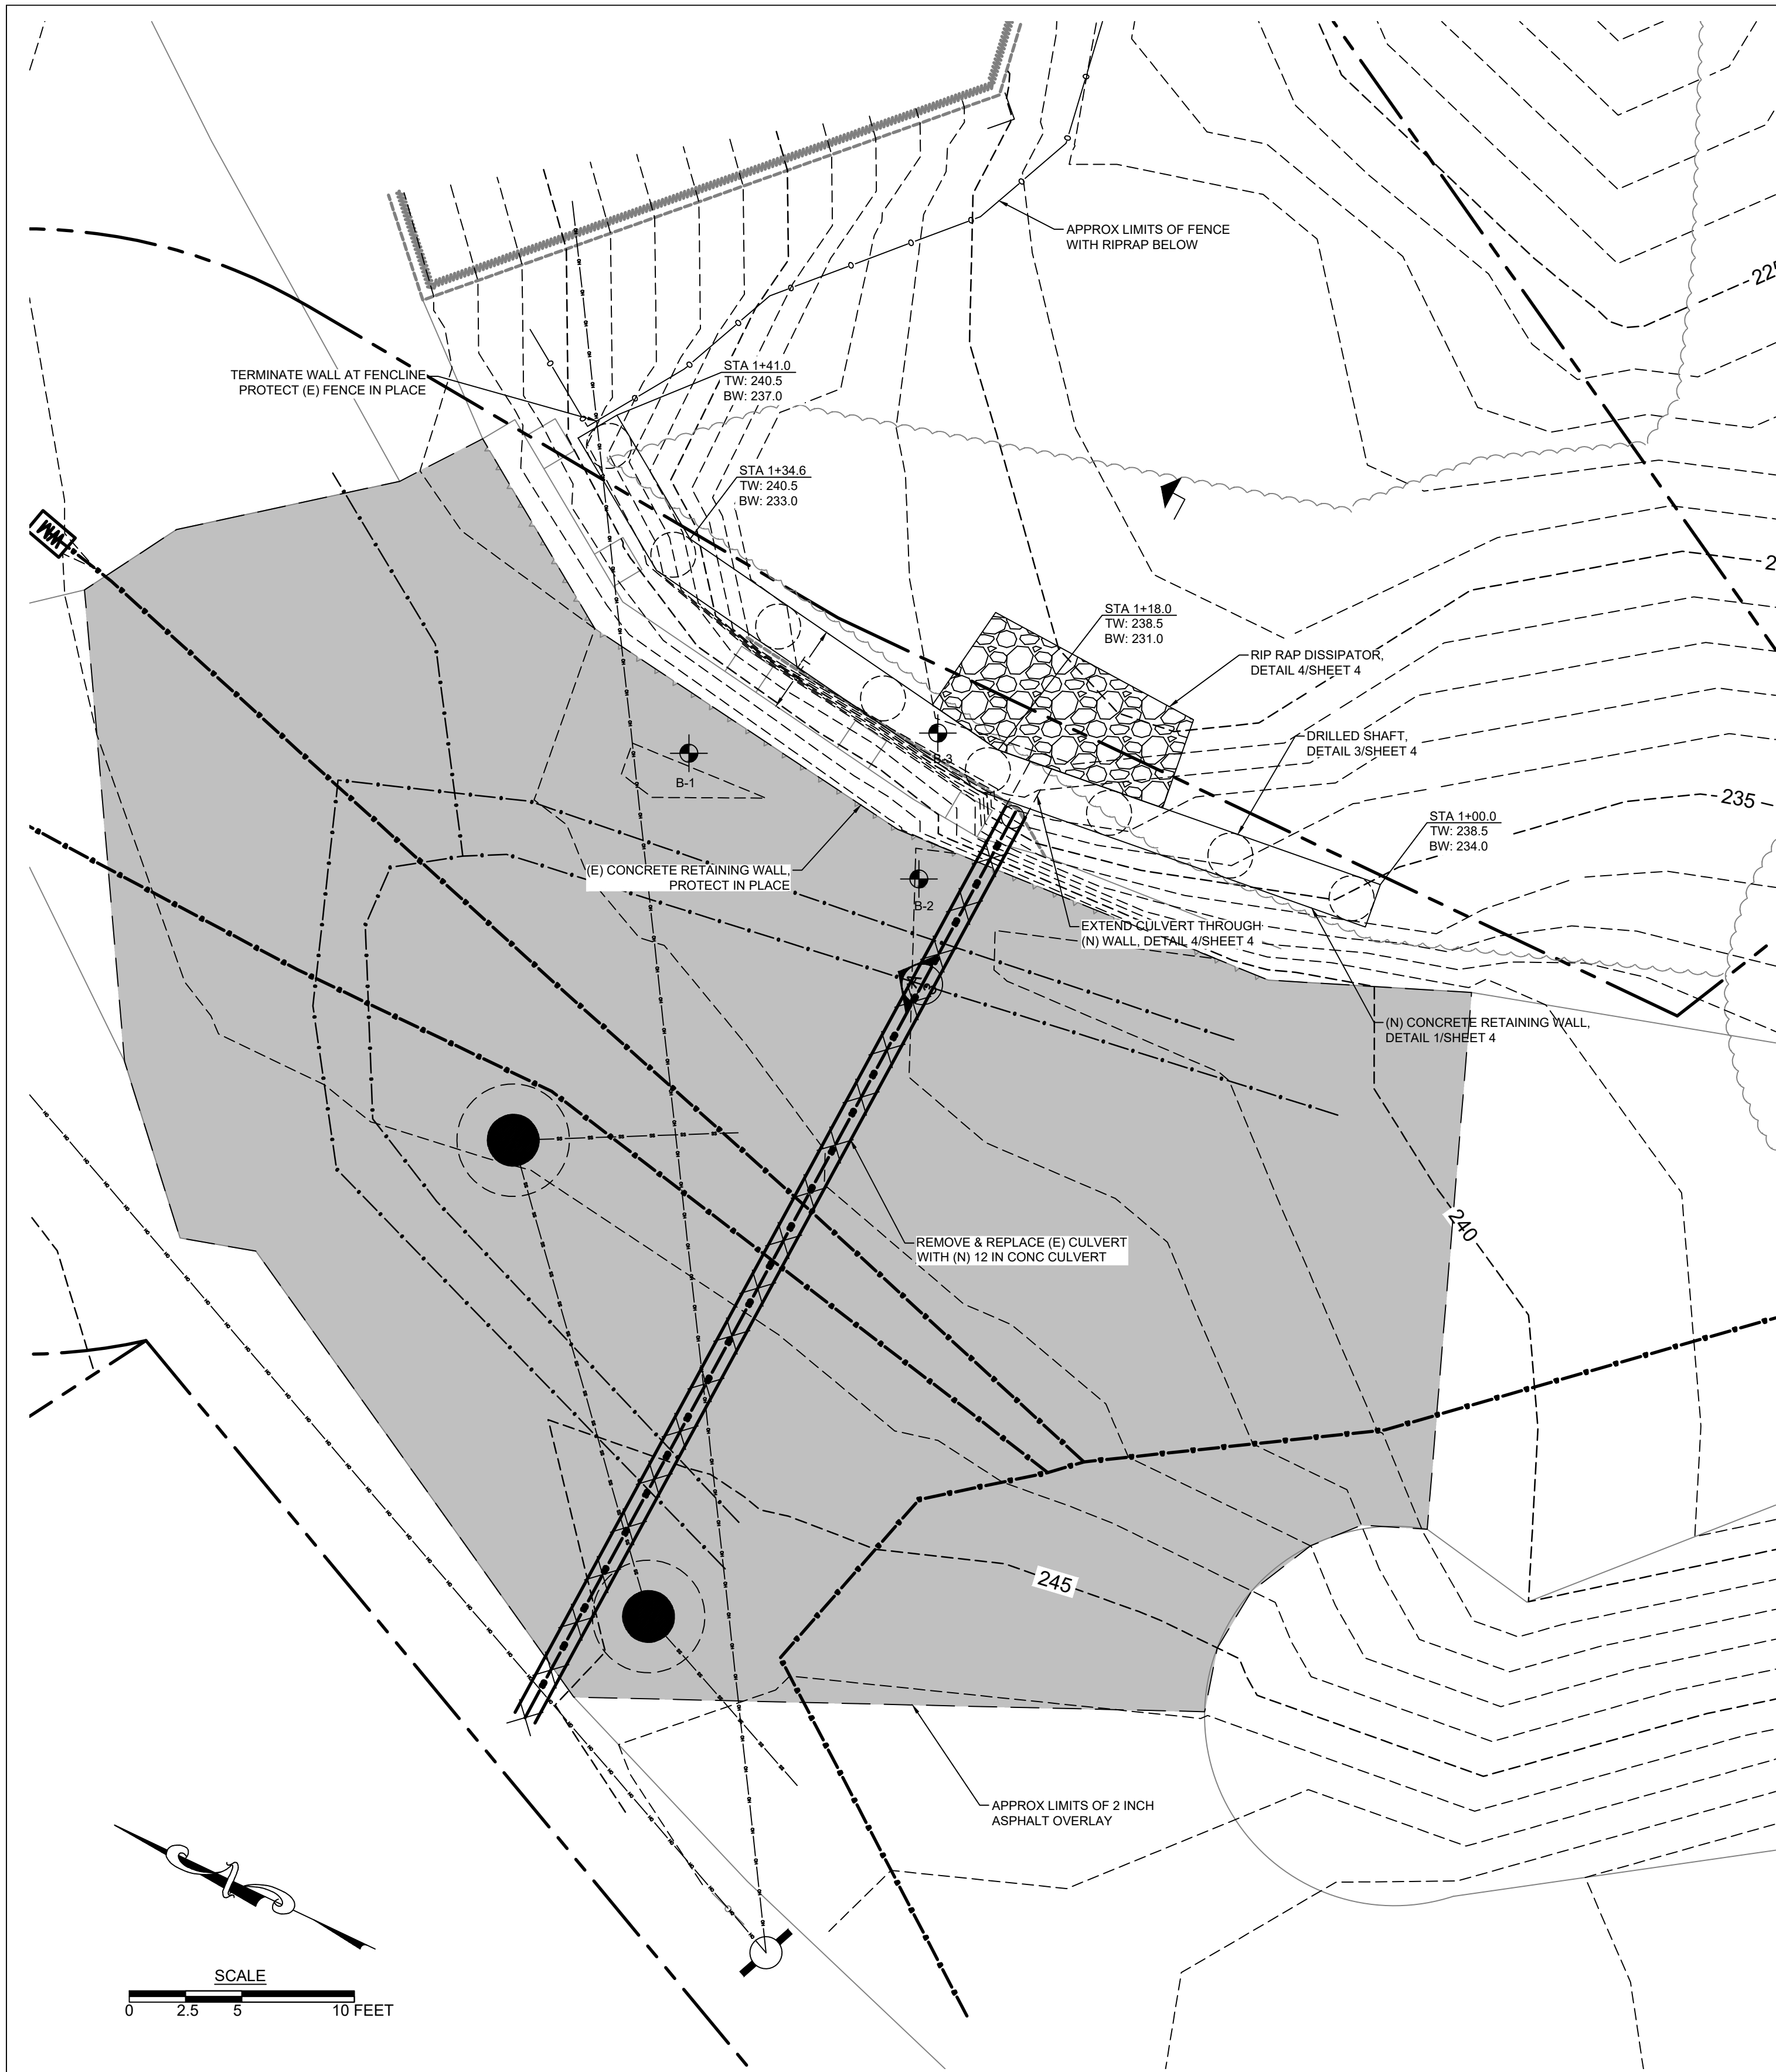 APPROX LIMITS OF FENCE
WITH RIPRAP BELOW
225
TERMINATE WALL AT FENCLINE
PROTECT (E) FENCE IN PLACE
STA 1+41.0
TW: 240.5
BW: 237.0
STA 1+34.6
TW: 240.5
BW: 233.0
STA 1+18.0
TW: 238.5
BW: 231.0
RIP RAP DISSIPATOR,
DETAIL 4/SHEET 4
DRILLED SHAFT,
DETAIL 3/SHEET 4
B-3
B-1
235
STA 1+00.0
TW: 238.5
BW: 234.0
(E) CONCRETE RETAINING WALL,
PROTECT IN PLACE
B-2
EXTEND CULVERT THROUGH
(N) WALL, DETAIL 4/SHEET 4
(N) CONCRETE RETAINING WALL,
DETAIL 1/SHEET 4
240
REMOVE & REPLACE (E) CULVERT
WITH (N) 12 IN CONC CULVERT
245
APPROX LIMITS OF 2 INCH
ASPHALT OVERLAY
SCALE
0 2.5 5 10 FEET